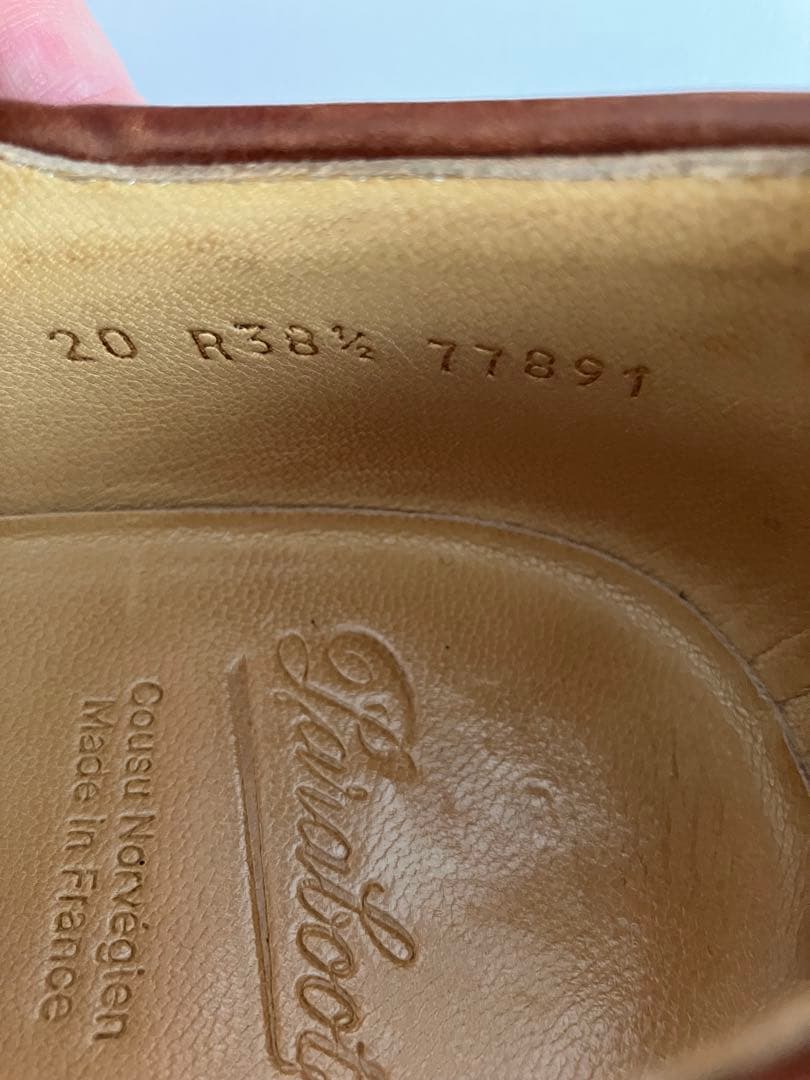 20 R38½ 77891
Paraboot
Cousu Norvégien
Made in France